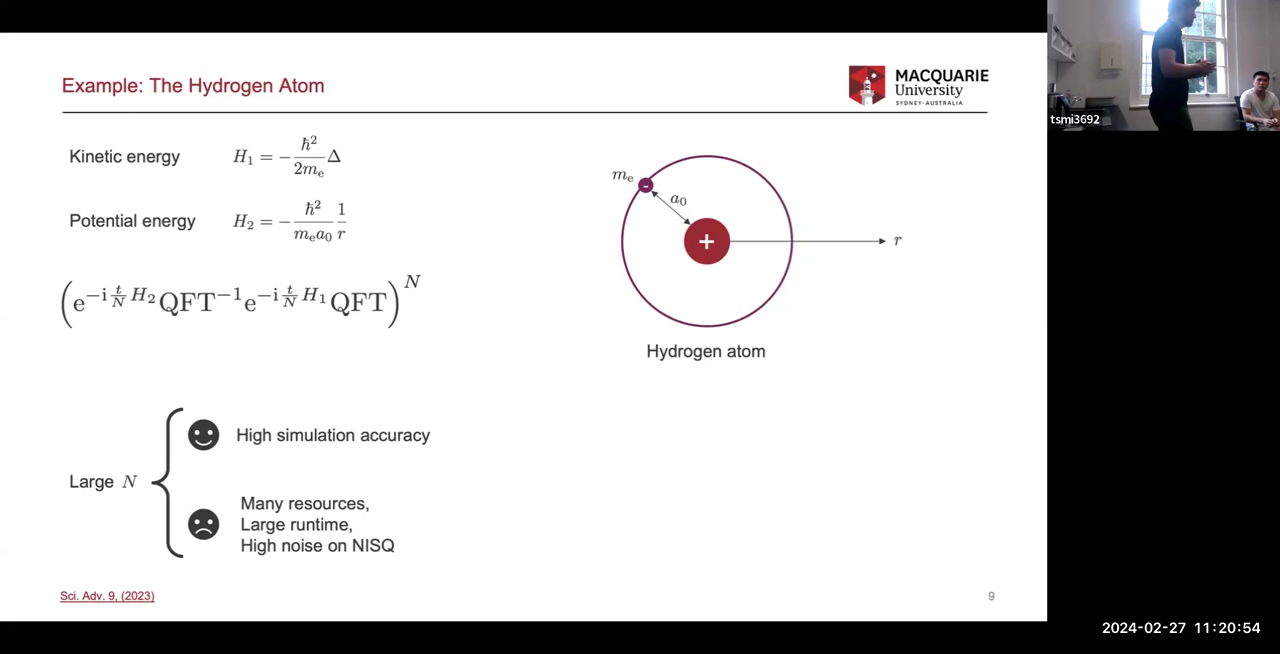 Example: The Hydrogen Atom
MACQUARIE
University
SYDNEY·AUSTRALIA
tsmi3692
Kinetic energy H₁ = −ħ²/2mₑ Δ
Potential energy H₂ = −ħ²/mₑa₀ 1/r
(e^{−i t/N H₂}QFT⁻¹e^{−i t/N H₁}QFT)^N
mₑ
-
a₀
+
r
Hydrogen atom
High simulation accuracy
Large N
Many resources,
Large runtime,
High noise on NISQ
Sci. Adv. 9, (2023)
9
2024-02-27 11:20:54